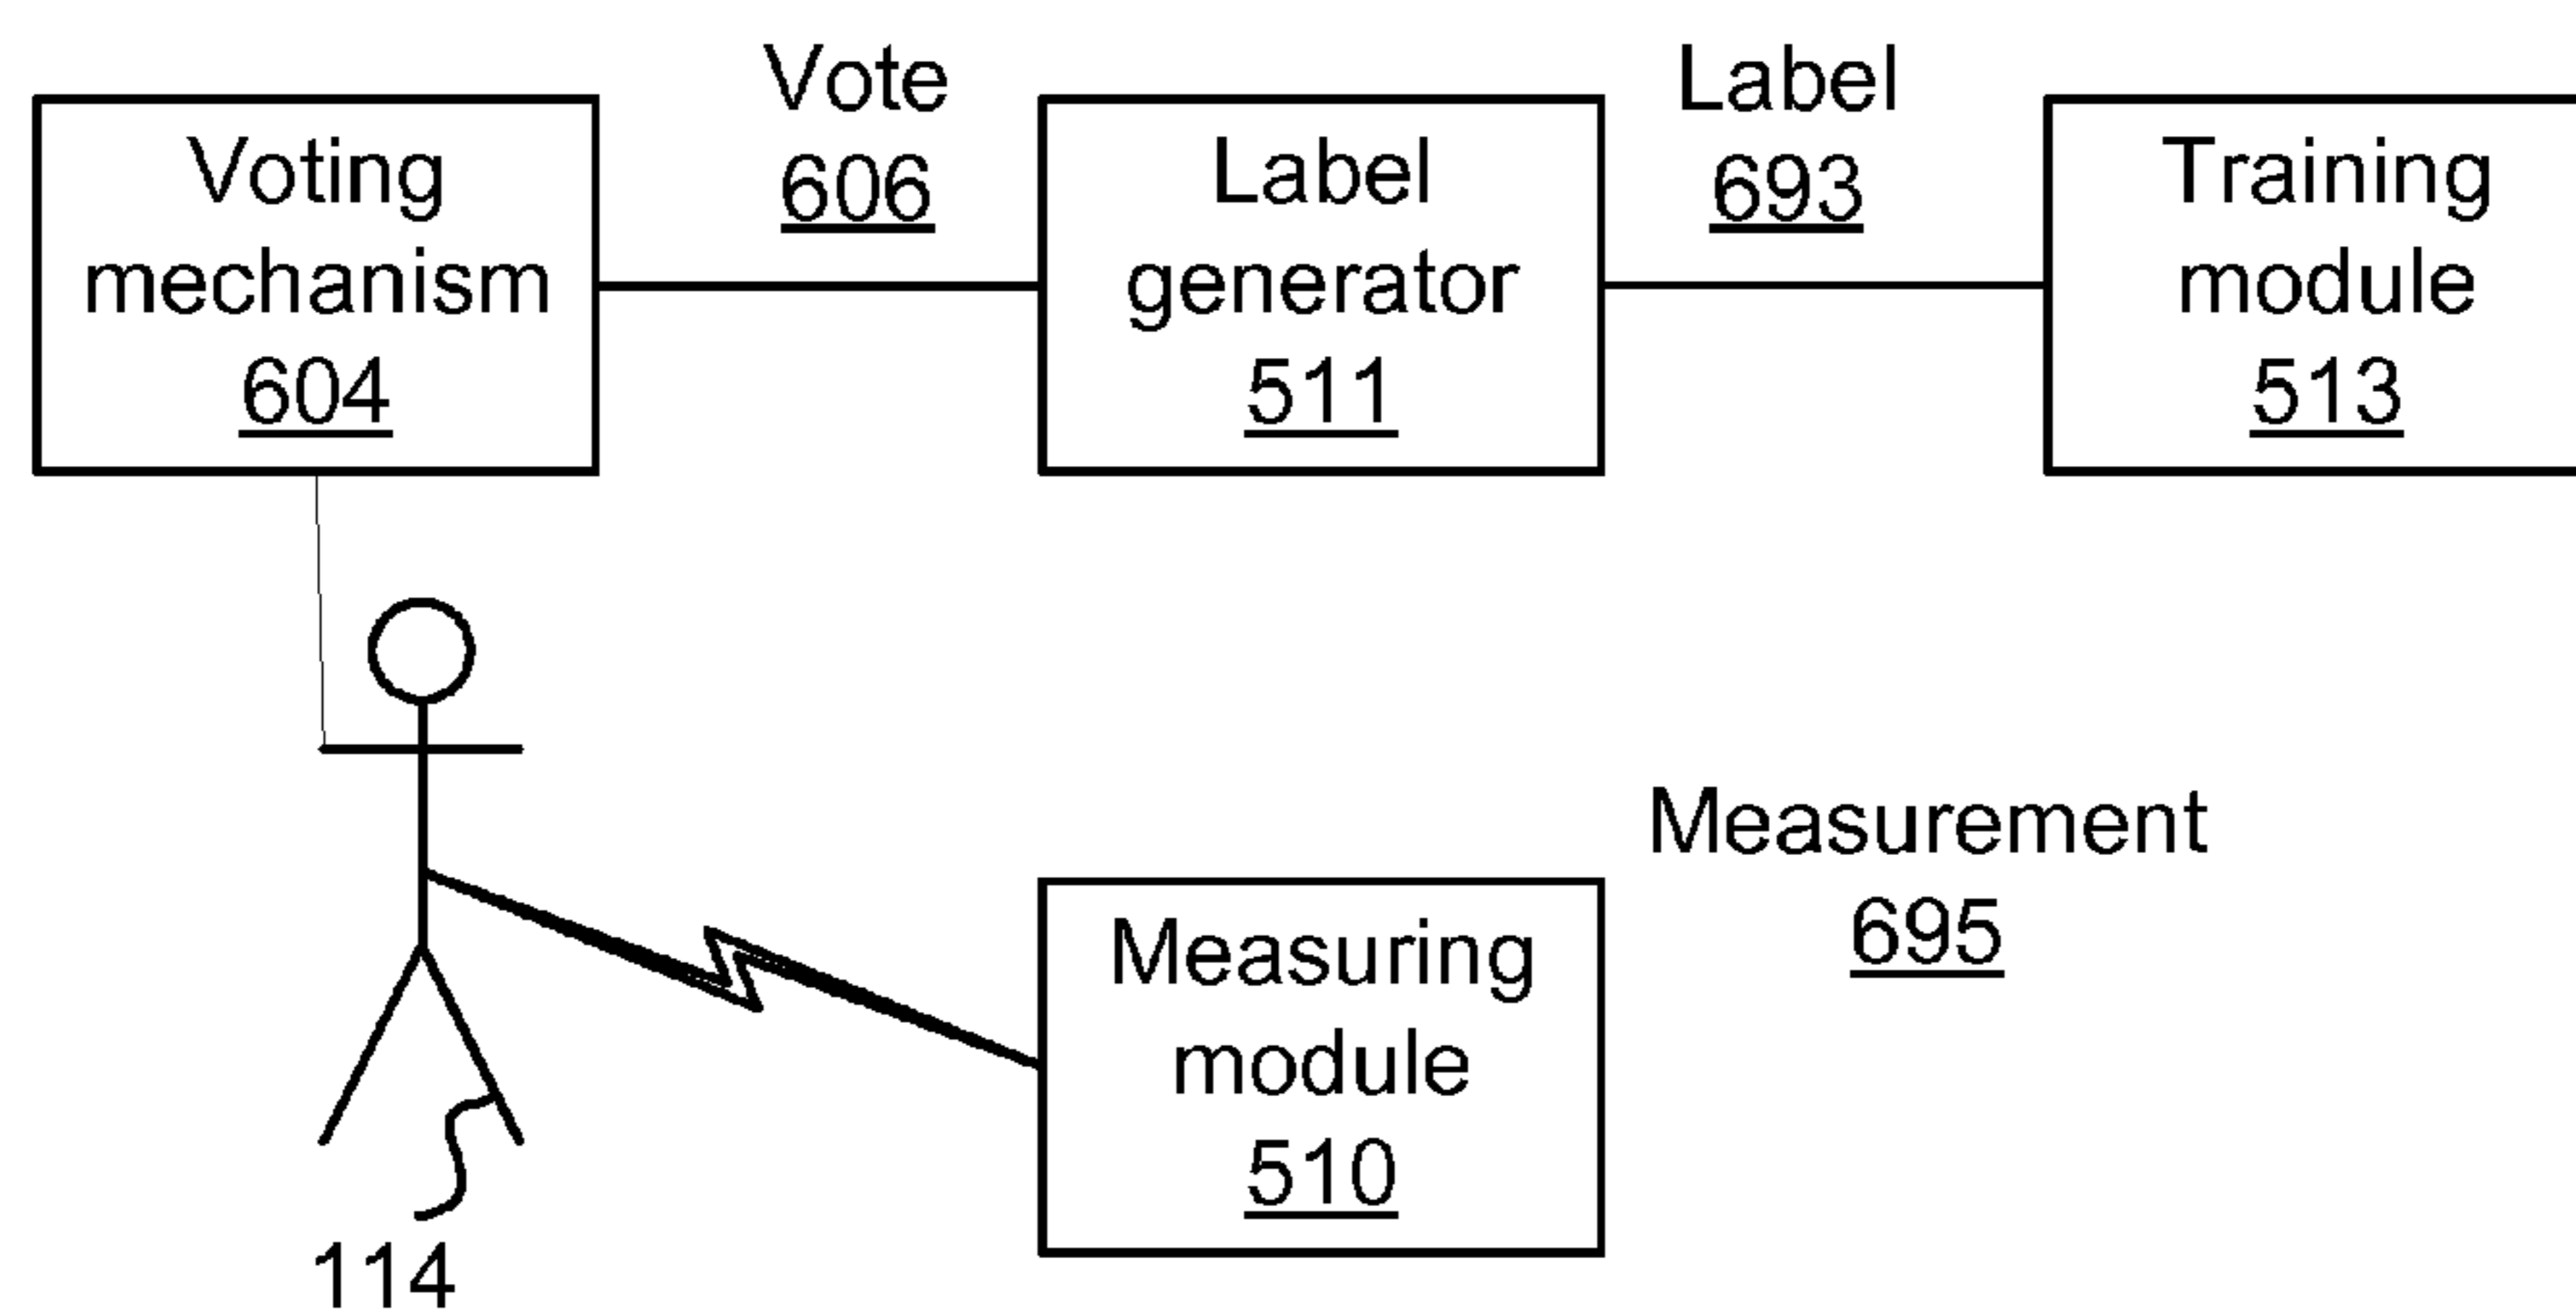 Voting
mechanism
604
Vote
606
Label
generator
511
Label
693
Training
module
513
114
Measuring
module
510
Measurement
695